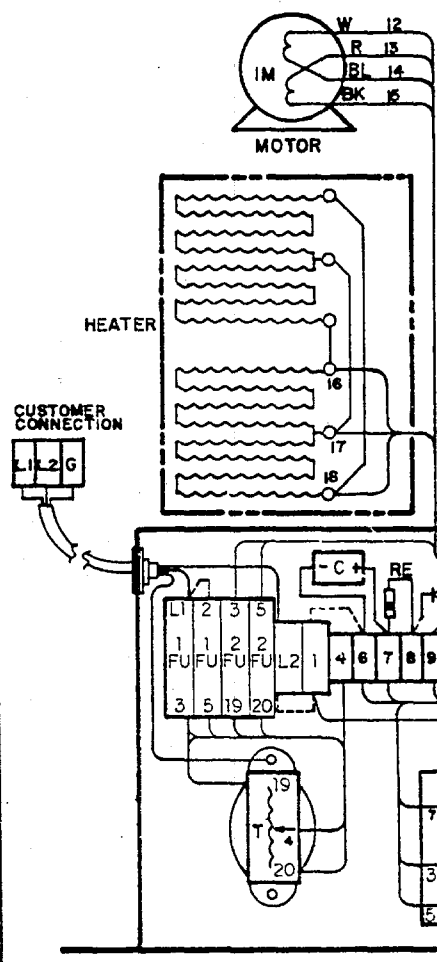 W 12
R 13
BL 14
BK 15
1M
MOTOR
HEATER
16
17
18
CUSTOMER
CONNECTION
L1 L2 G
- C +
RE
+
L1 2 3 5
1 1 2 2
FU FU FU FU
L2 1 4 6 7 8 9
3 5 19 20
19
T 4
20
7
3
5